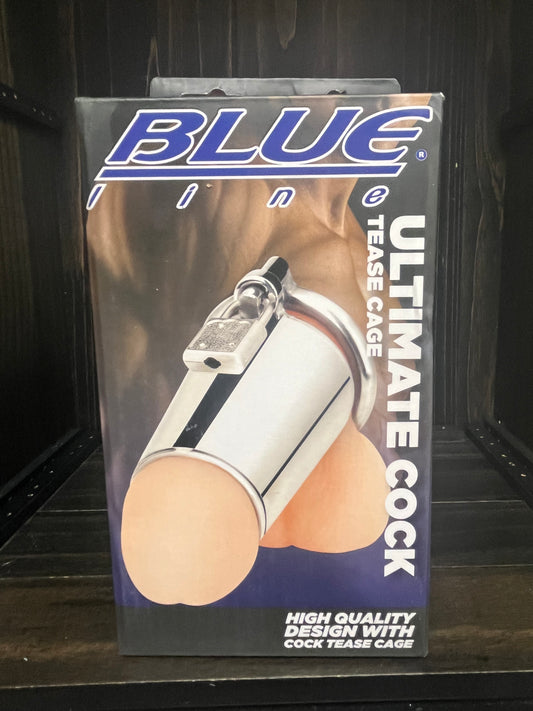 BLUE®
line
ULTIMATE COCK
TEASE CAGE
HIGH QUALITY
DESIGN WITH
COCK TEASE CAGE